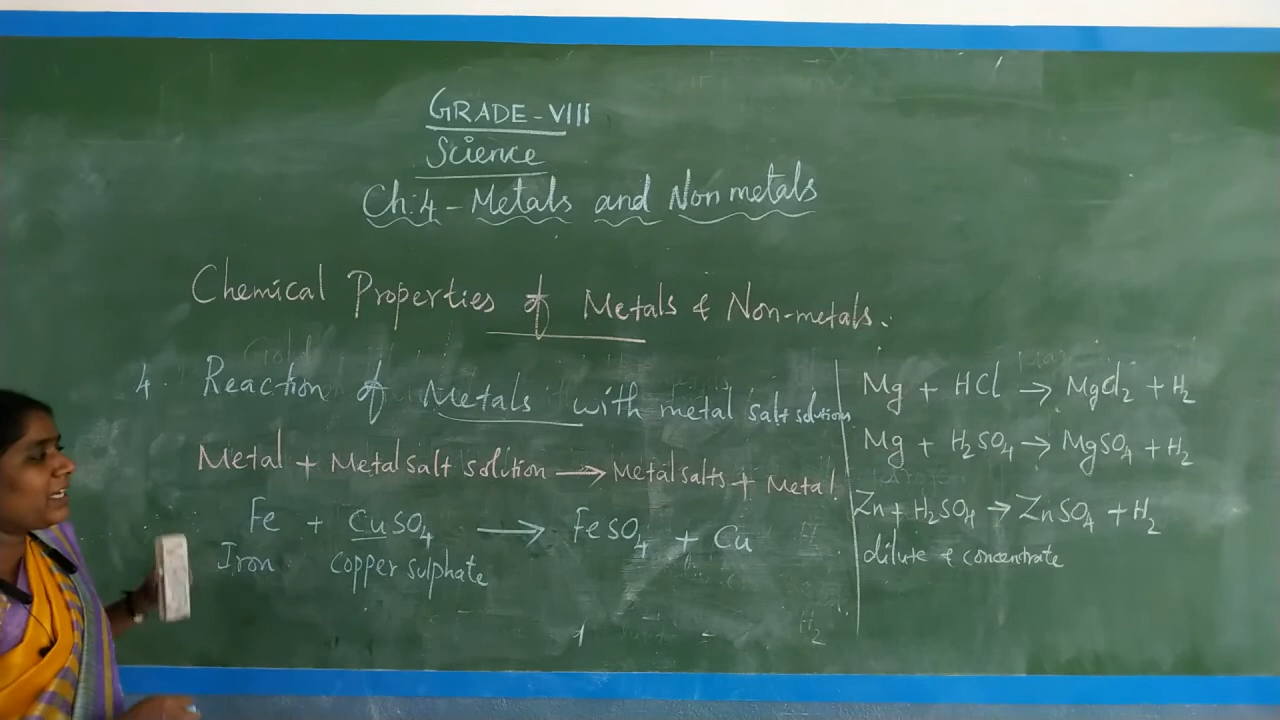 GRADE-VIII
Science
Ch:4 - Metals and Non metals
Chemical Properties of Metals & Non-metals.
4. Reaction of Metals with metal salt solution
Metal + Metal salt solution → Metal salts + Metal.
Fe + CuSO4 → FeSO4 + Cu
Iron copper sulphate
Mg + HCl → MgCl2 + H2
Mg + H2SO4 → MgSO4 + H2
Zn + H2SO4 → ZnSO4 + H2
dilute & concentrate